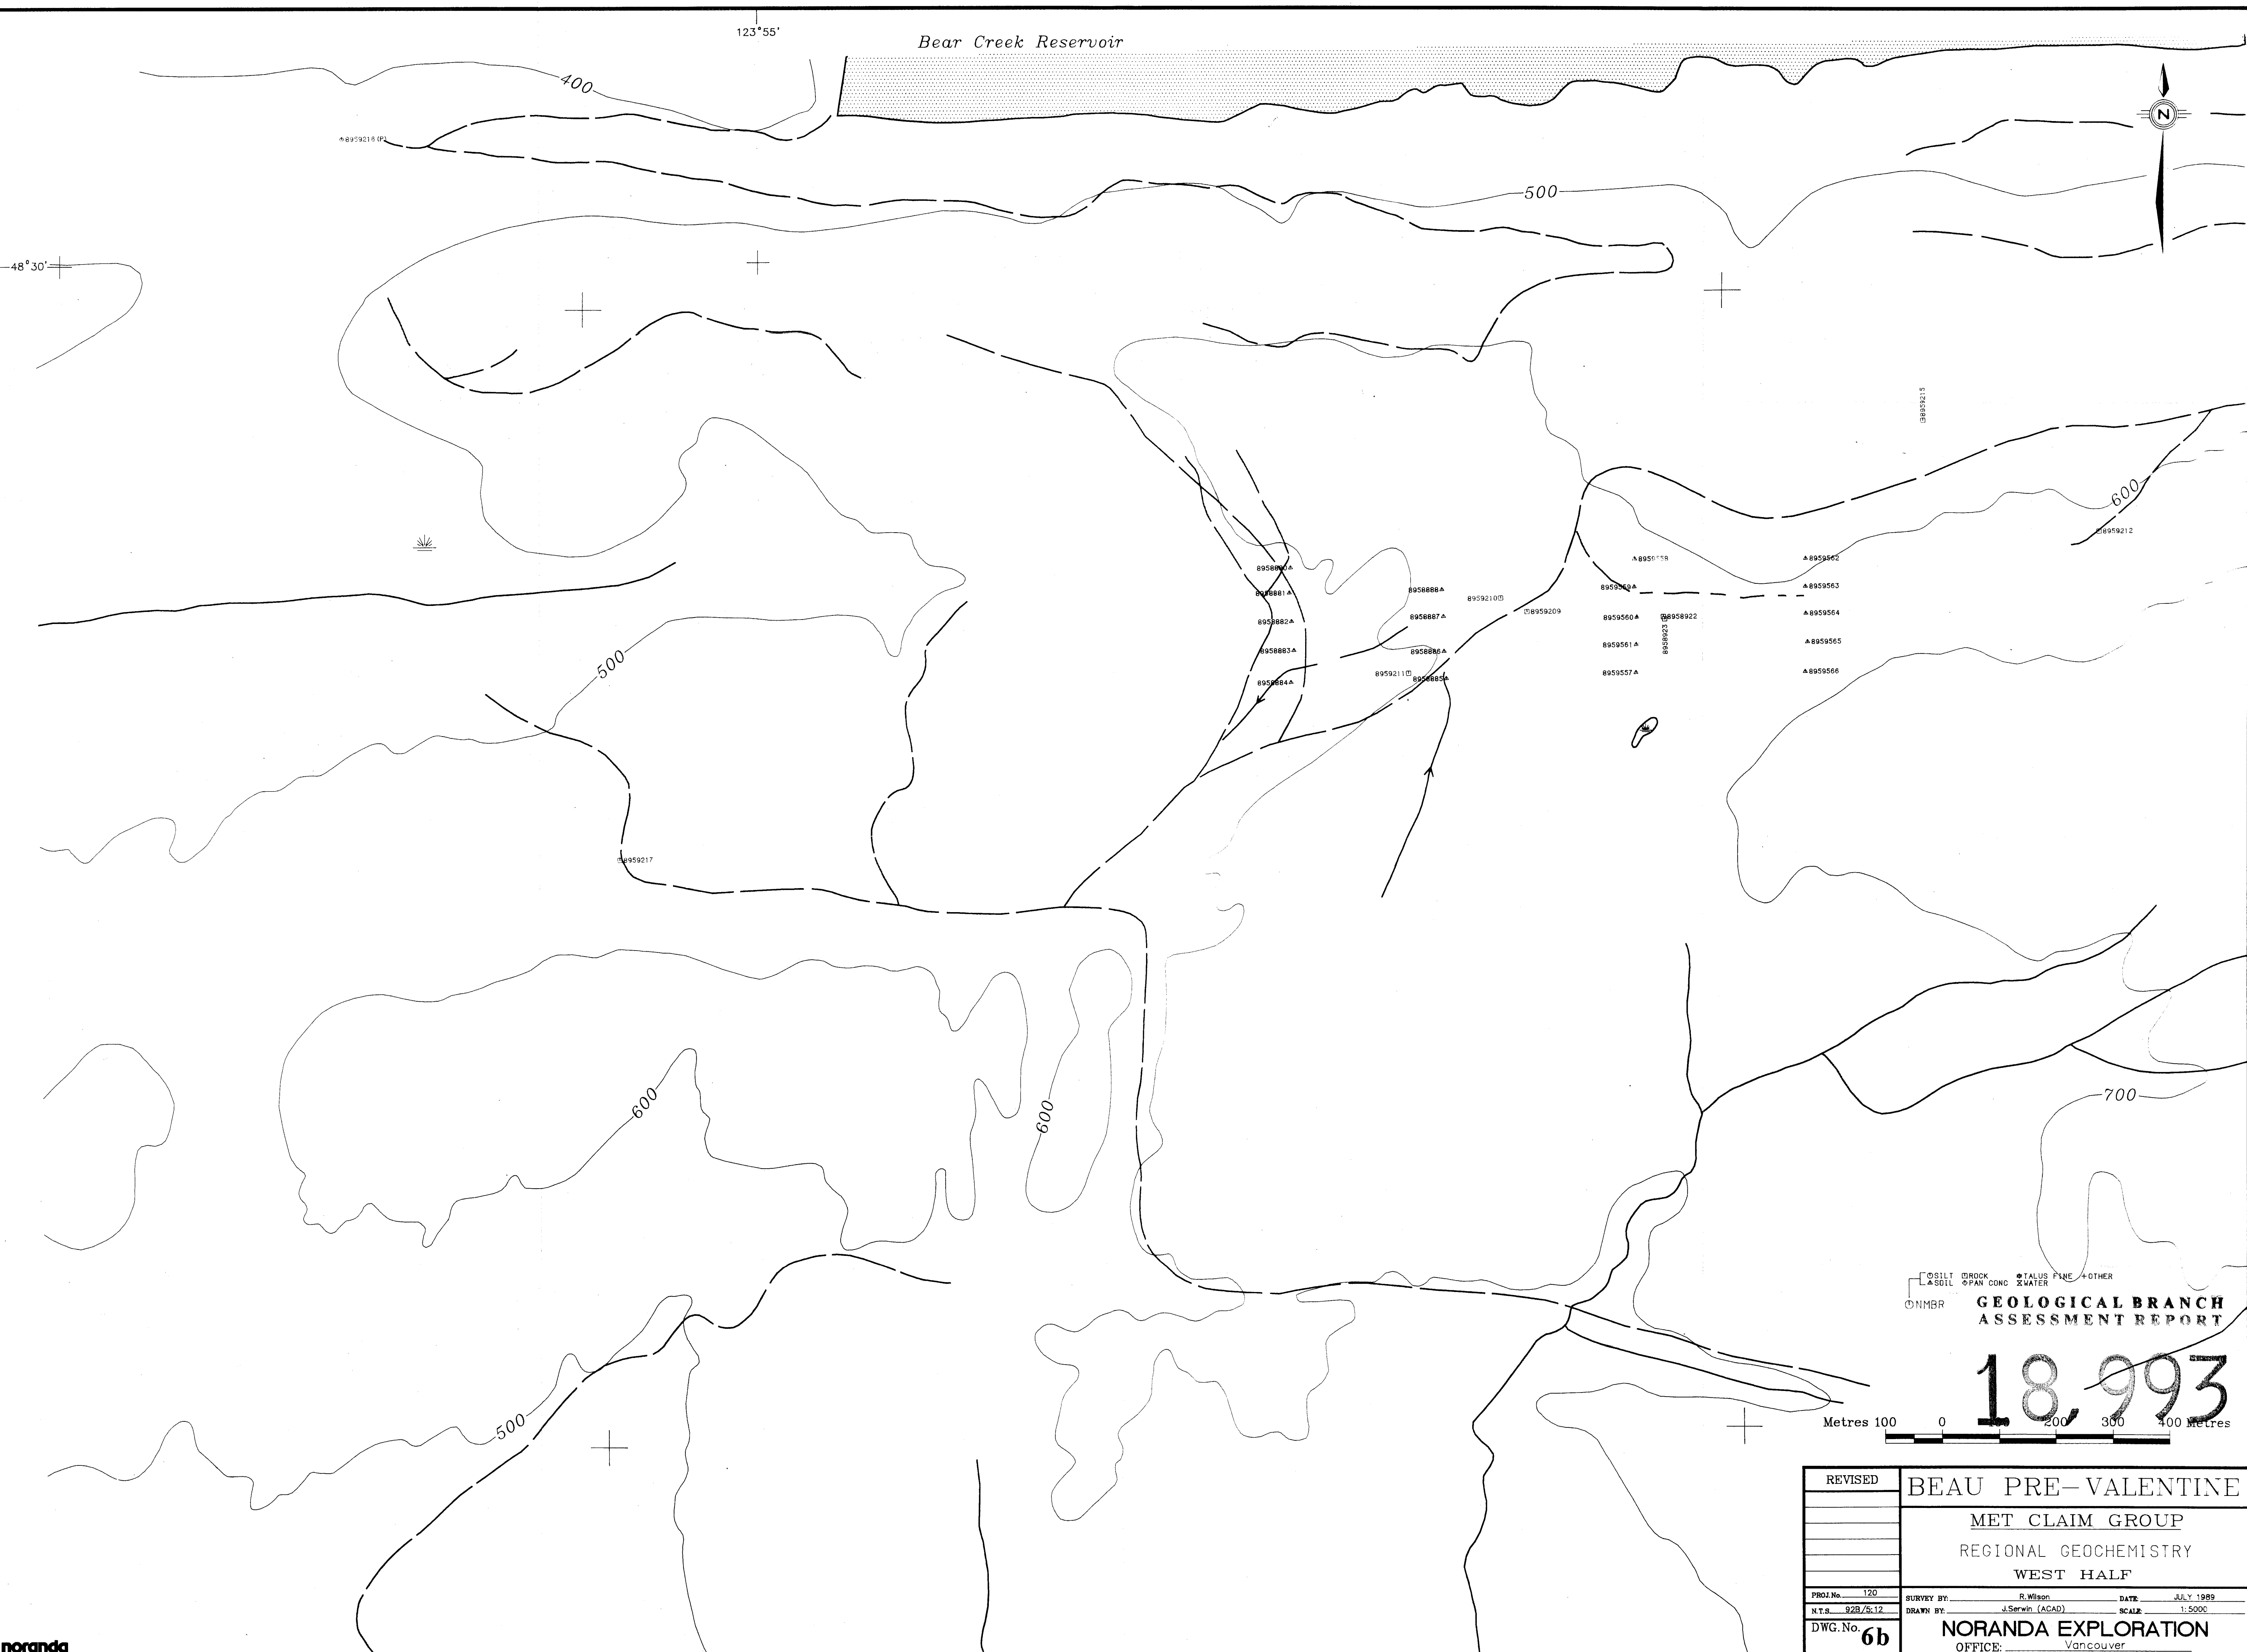 123°55'
Bear Creek Reservoir
400
N
8959216(P)
500
48°30'
8959215
600
8959212
8959562
8958880
8959563
8958881
8958888
8959210
8959209
8959564
8958882
8958887
8959560
8958922
8958923
8959565
8958883
8958886
8959561
8959566
8958884
8959211
8958885
8959557
500
8959217
600
600
700
SILT ROCK TALUS FINE +OTHER
SOIL PAN CONC WATER
NMBR
GEOLOGICAL BRANCH
ASSESSMENT REPORT
18,993
Metres 100 0 100 200 300 400 Metres
500
REVISED
BEAU PRE-VALENTINE
MET CLAIM GROUP
REGIONAL GEOCHEMISTRY
WEST HALF
PROJ.No. 120
SURVEY BY: R.Wilson DATE: JULY 1989
N.T.S. 92B/5;12
DRAWN BY: J.Serwin (ACAD) SCALE: 1:5000
DWG.No. 6b
NORANDA EXPLORATION
OFFICE: Vancouver
noranda